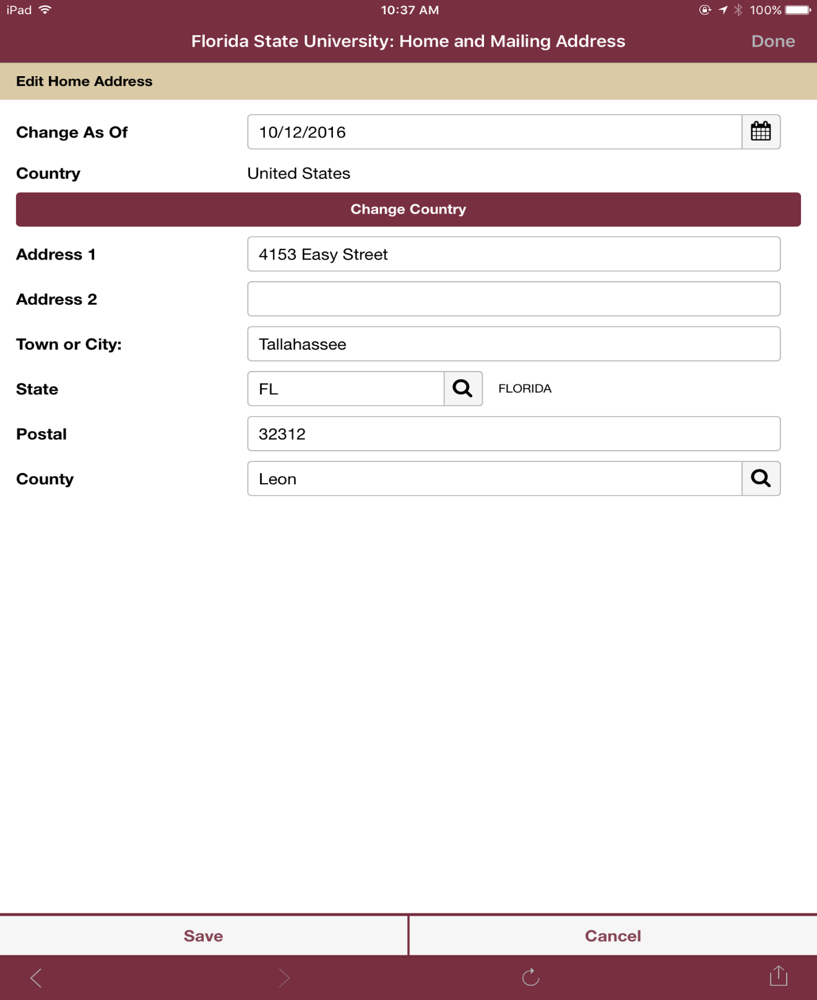 iPad 10:37 AM 100%
Florida State University: Home and Mailing Address Done
Edit Home Address
Change As Of 10/12/2016
Country United States
Change Country
Address 1 4153 Easy Street
Address 2
Town or City: Tallahassee
State FL FLORIDA
Postal 32312
County Leon
Save Cancel